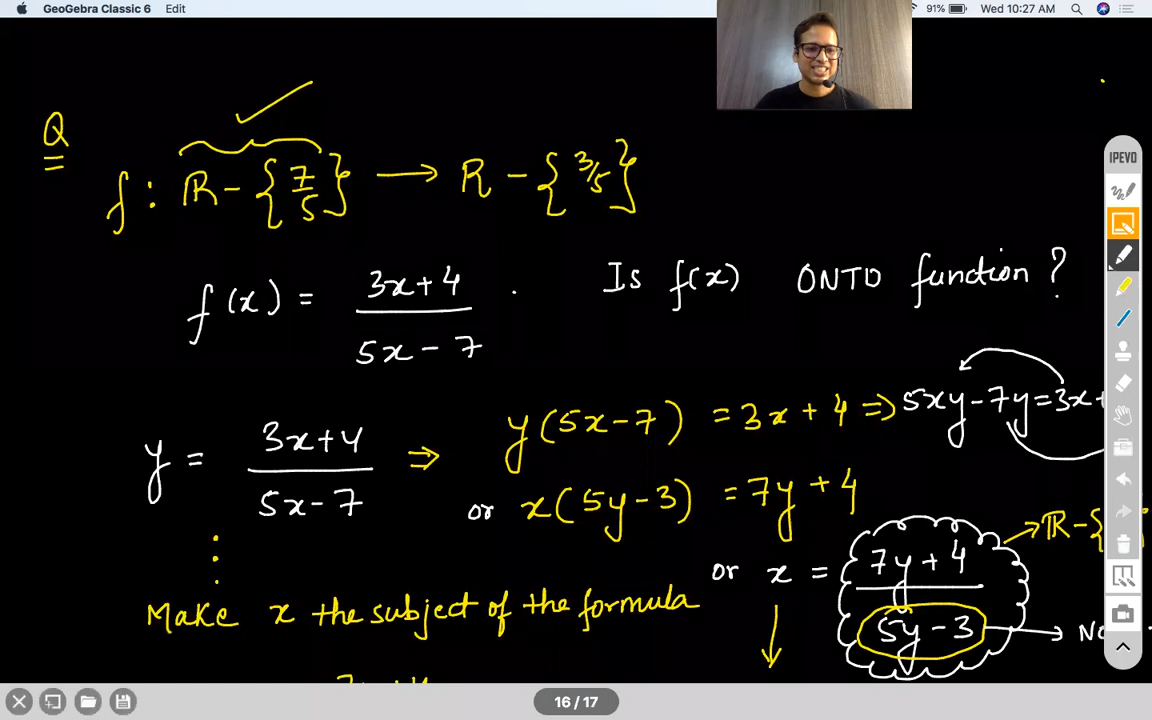 GeoGebra Classic 6 Edit 91% Wed 10:27 AM
Q
f : R - { 7/5 } → R - { 3/5 }
IPEVO
f(x) = 3x+4 / 5x-7 . Is f(x) ONTO function ?
y = 3x+4 / 5x-7 ⇒ y(5x-7) = 3x+4 ⇒ 5xy-7y=3x+
or x(5y-3) = 7y+4
or x = 7y+4 / 5y-3 → R-{
Make x the subject of the formula
16 / 17